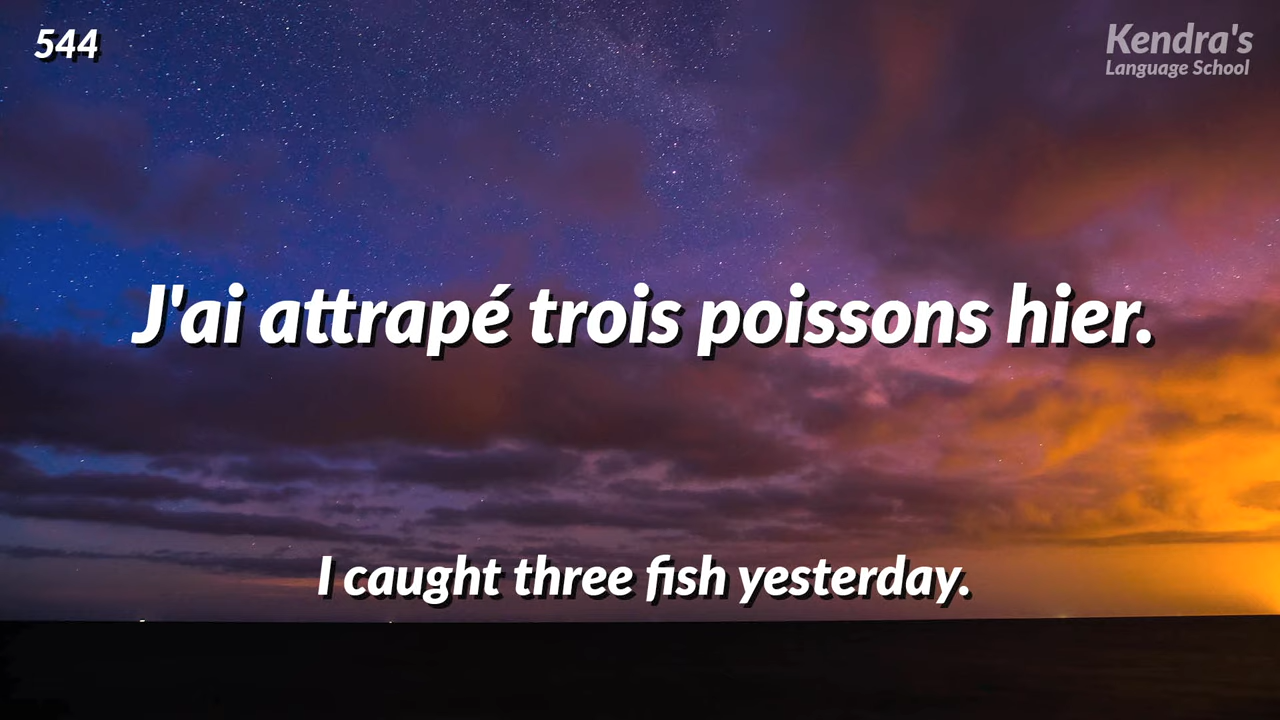 544
Kendra's
Language School
J'ai attrapé trois poissons hier.
I caught three fish yesterday.